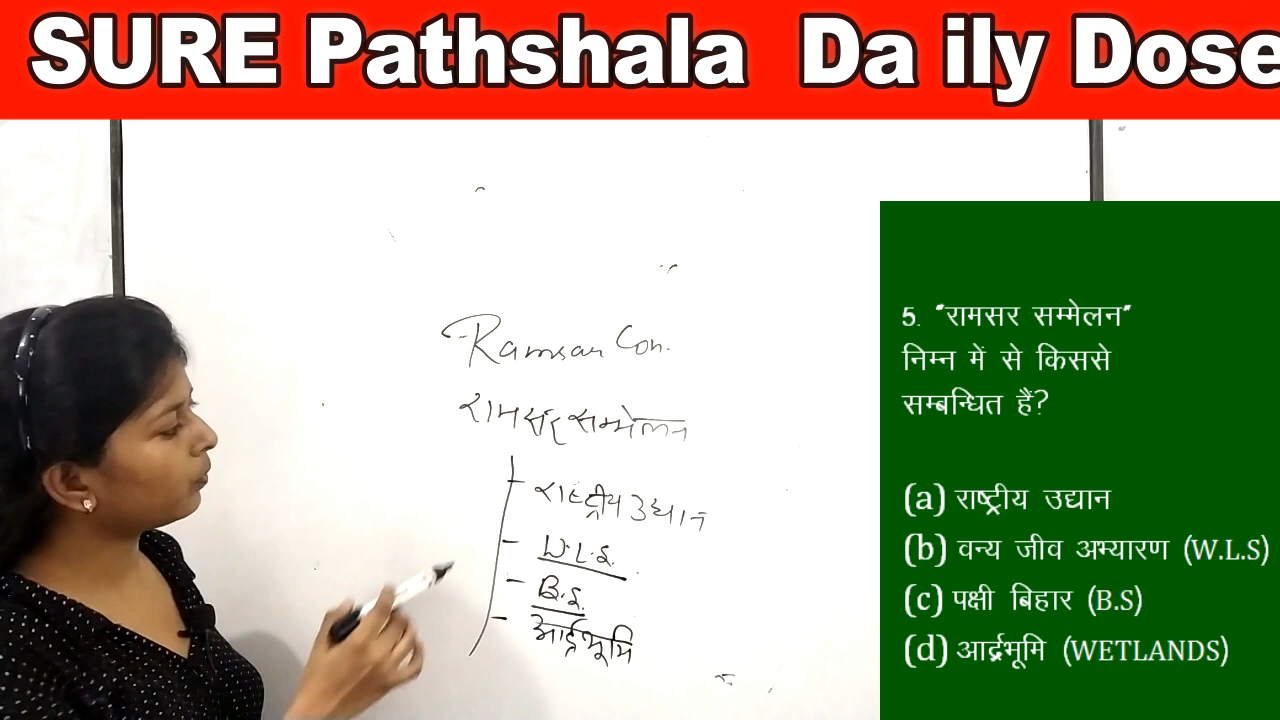 SURE Pathshala Da ily Dose
Ramsar Con.
रामसर सम्मेलन
राष्ट्रीय उद्यान
W.L.S.
B.S.
आर्द्रभूमि
5. "रामसर सम्मेलन"
निम्न में से किससे
सम्बन्धित हैं?
(a) राष्ट्रीय उद्यान
(b) वन्य जीव अभ्यारण (W.L.S)
(c) पक्षी बिहार (B.S)
(d) आर्द्रभूमि (WETLANDS)